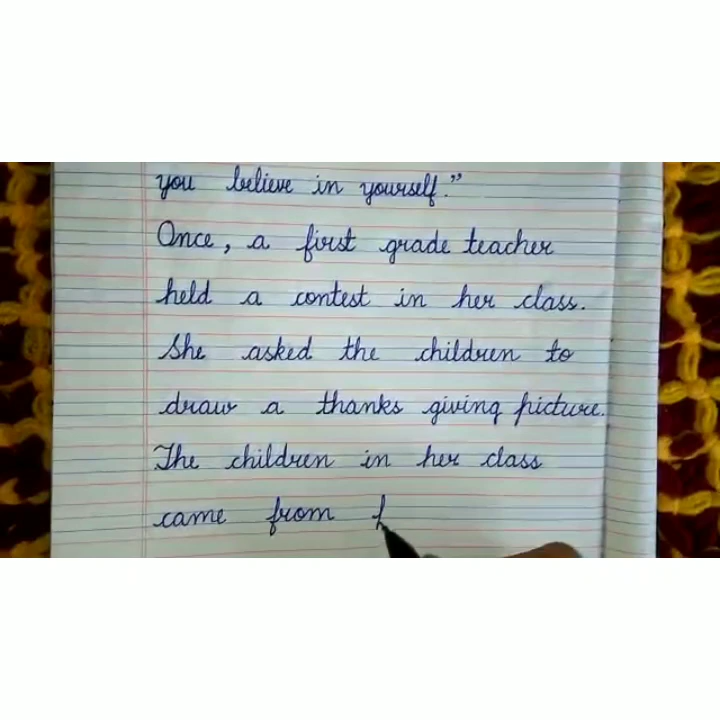 you believe in yourself."
Once, a first grade teacher
held a contest in her class.
She asked the children to
draw a thanks giving picture.
The children in her class
came from